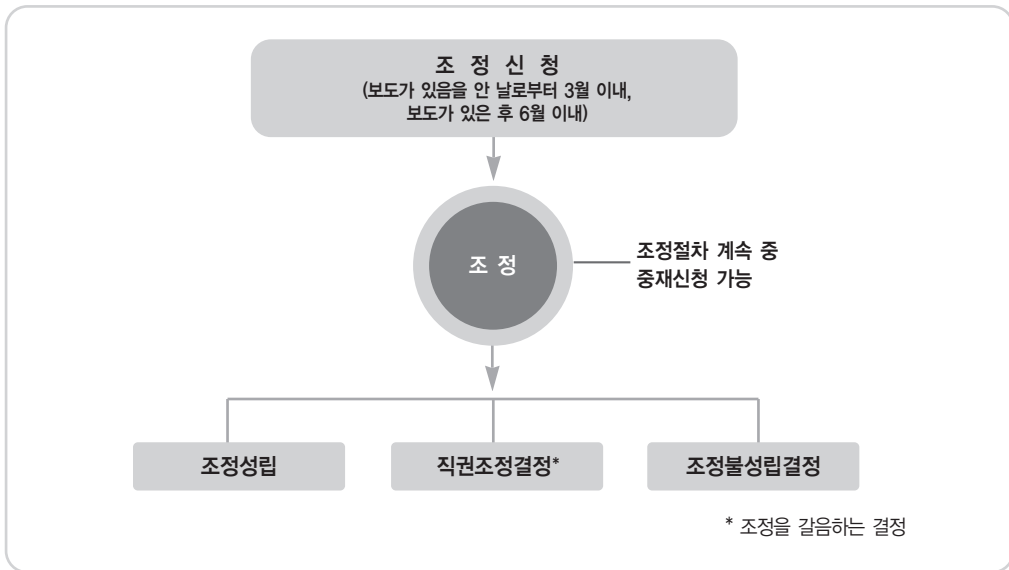 조 정 신 청
(보도가 있음을 안 날로부터 3월 이내,
보도가 있은 후 6월 이내)
조 정
조정절차 계속 중
중재신청 가능
조정성립
직권조정결정*
조정불성립결정
* 조정을 갈음하는 결정